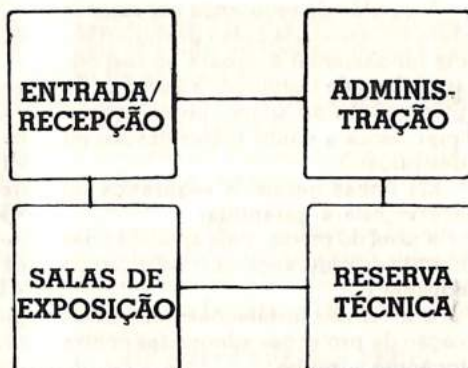 ENTRADA/
RECEPÇÃO
ADMINIS-
TRAÇÃO
SALAS DE
EXPOSIÇÃO
RESERVA
TÉCNICA